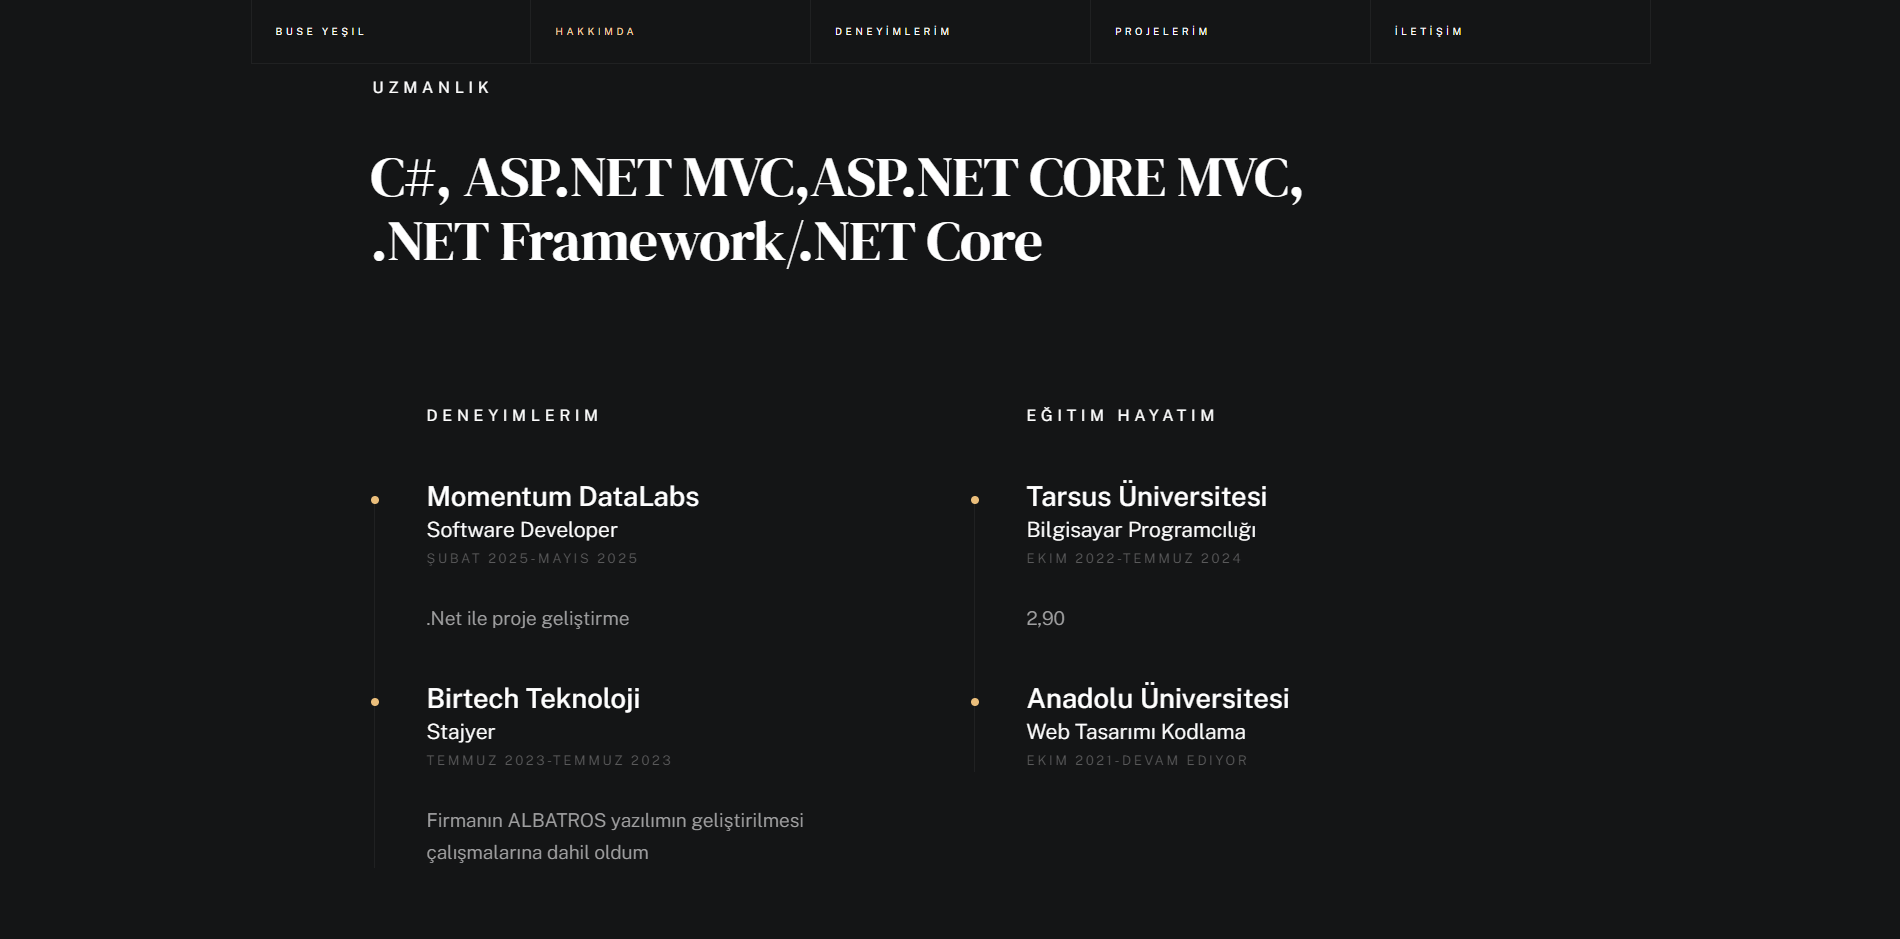 BUSE YEŞIL
HAKKIMDA
DENEYİMLERİM
PROJELERİM
İLETİŞİM
UZMANLIK
C#, ASP.NET MVC,ASP.NET CORE MVC,
.NET Framework/.NET Core
DENEYIMLERIM
Momentum DataLabs
Software Developer
ŞUBAT 2025-MAYIS 2025
.Net ile proje geliştirme
Birtech Teknoloji
Stajyer
TEMMUZ 2023-TEMMUZ 2023
Firmanın ALBATROS yazılımın geliştirilmesi
çalışmalarına dahil oldum
EĞITIM HAYATIM
Tarsus Üniversitesi
Bilgisayar Programcılığı
EKIM 2022-TEMMUZ 2024
2,90
Anadolu Üniversitesi
Web Tasarımı Kodlama
EKIM 2021-DEVAM EDIYOR